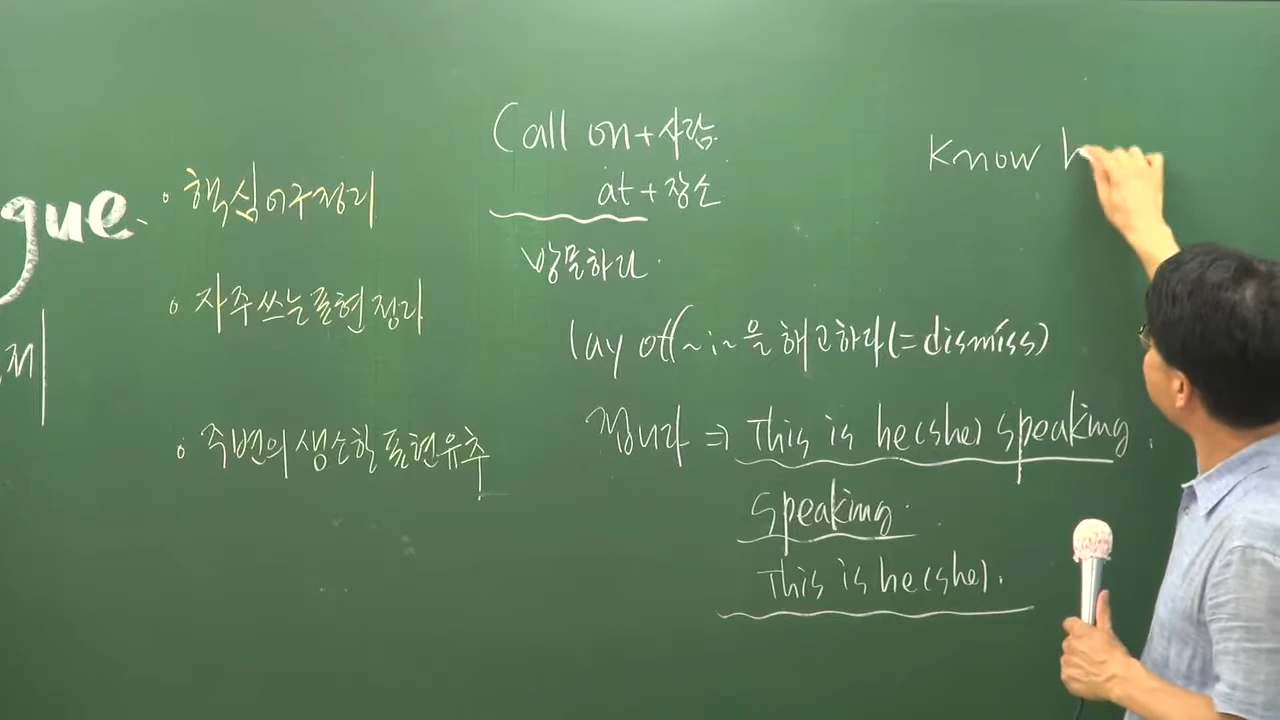 gue.
제
• 핵심어구정리
• 자주쓰는표현정리
• 주변의생소한표현유추
Call on + 사람.
at + 장소
방문하다.
lay off ~ㅣ~을 해고하다(= dismiss)
접니다 ⇒ This is he(she) speaking.
speaking.
This is he(she).
Know h